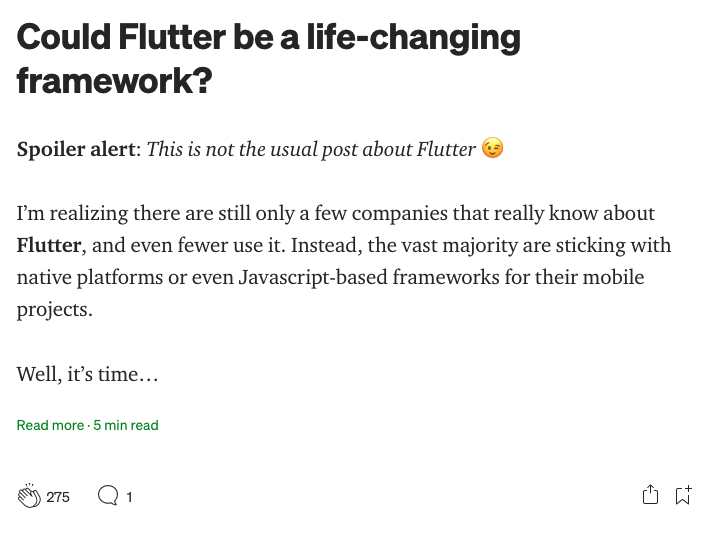 Could Flutter be a life-changing
framework?
Spoiler alert: This is not the usual post about Flutter 😉
I’m realizing there are still only a few companies that really know about
Flutter, and even fewer use it. Instead, the vast majority are sticking with
native platforms or even Javascript-based frameworks for their mobile
projects.
Well, it’s time…
Read more · 5 min read
275 1